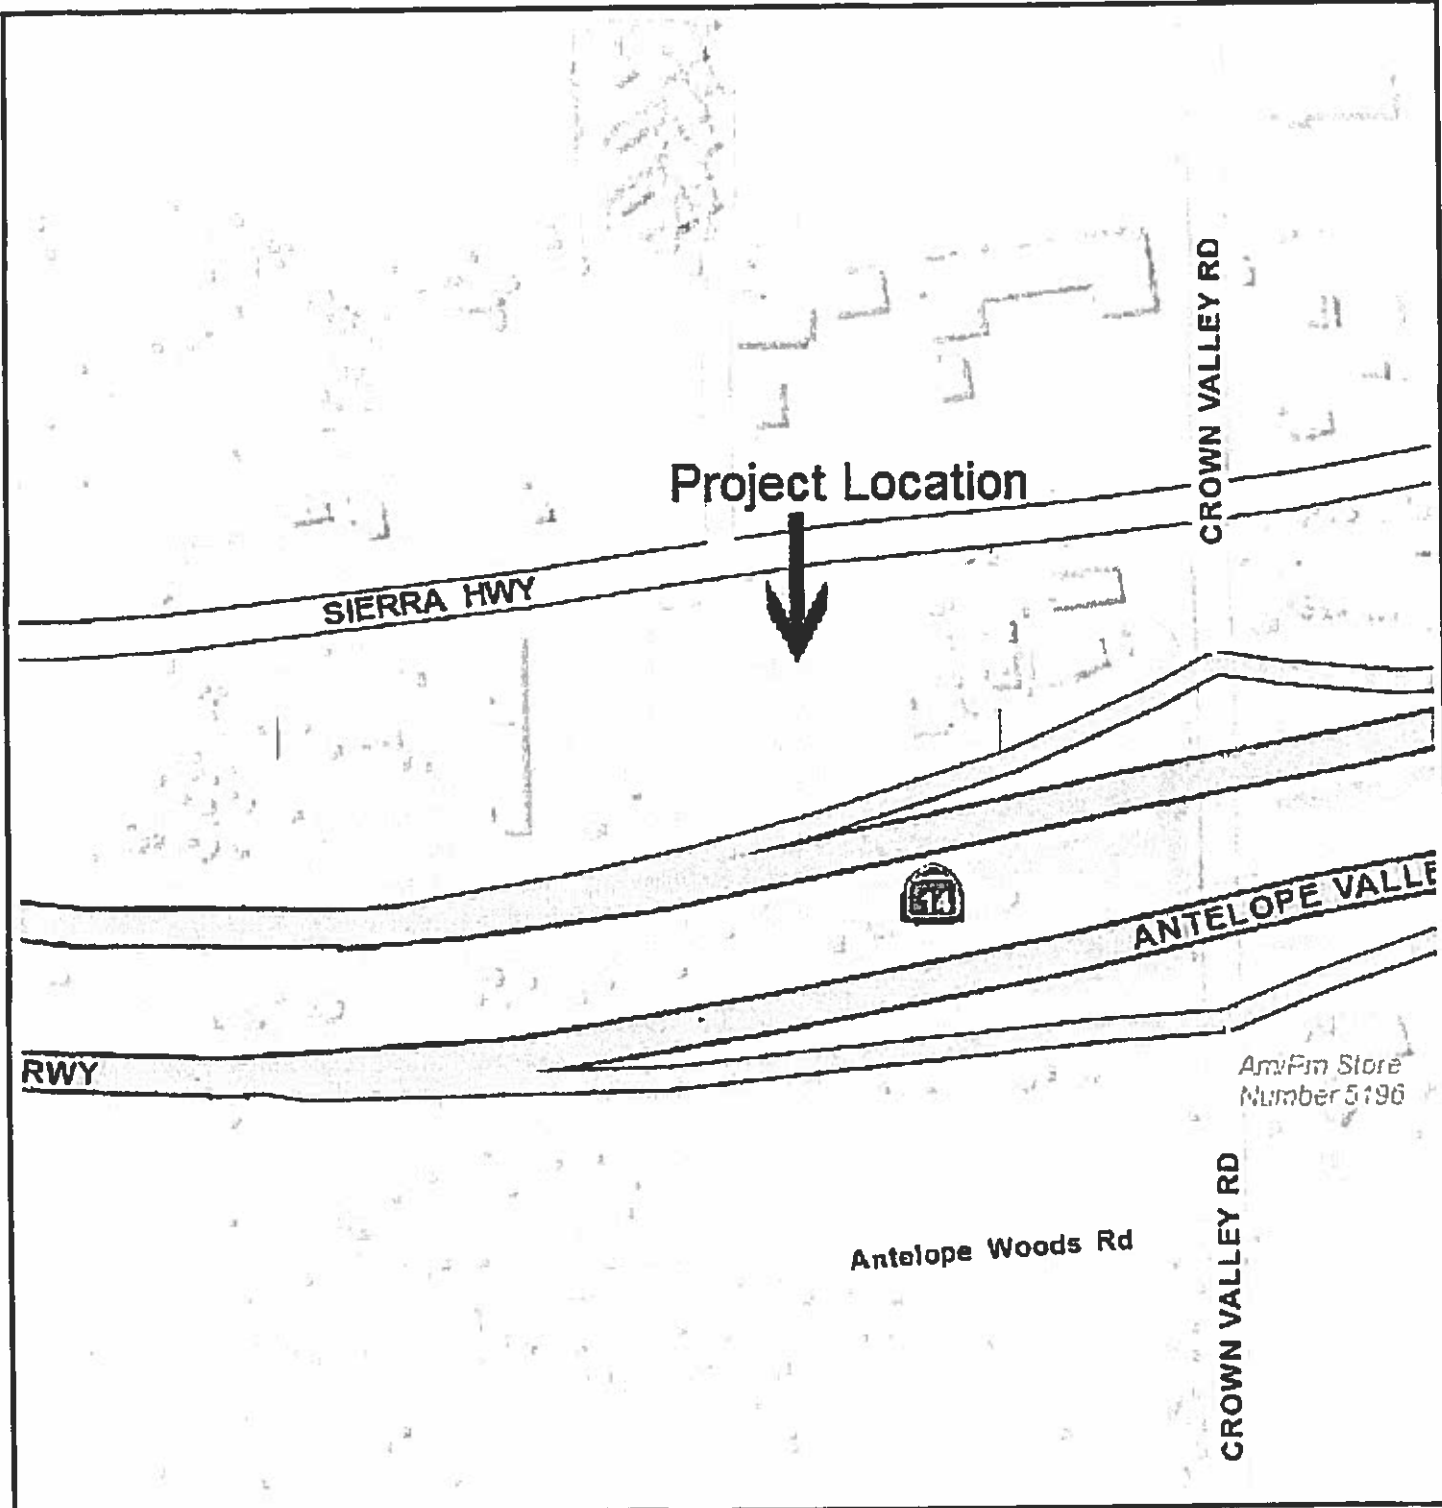 CROWN VALLEY RD
Project Location
SIERRA HWY
14
ANTELOPE VALLE
RWY
Am/Pm Store
Number 5196
Antelope Woods Rd
CROWN VALLEY RD